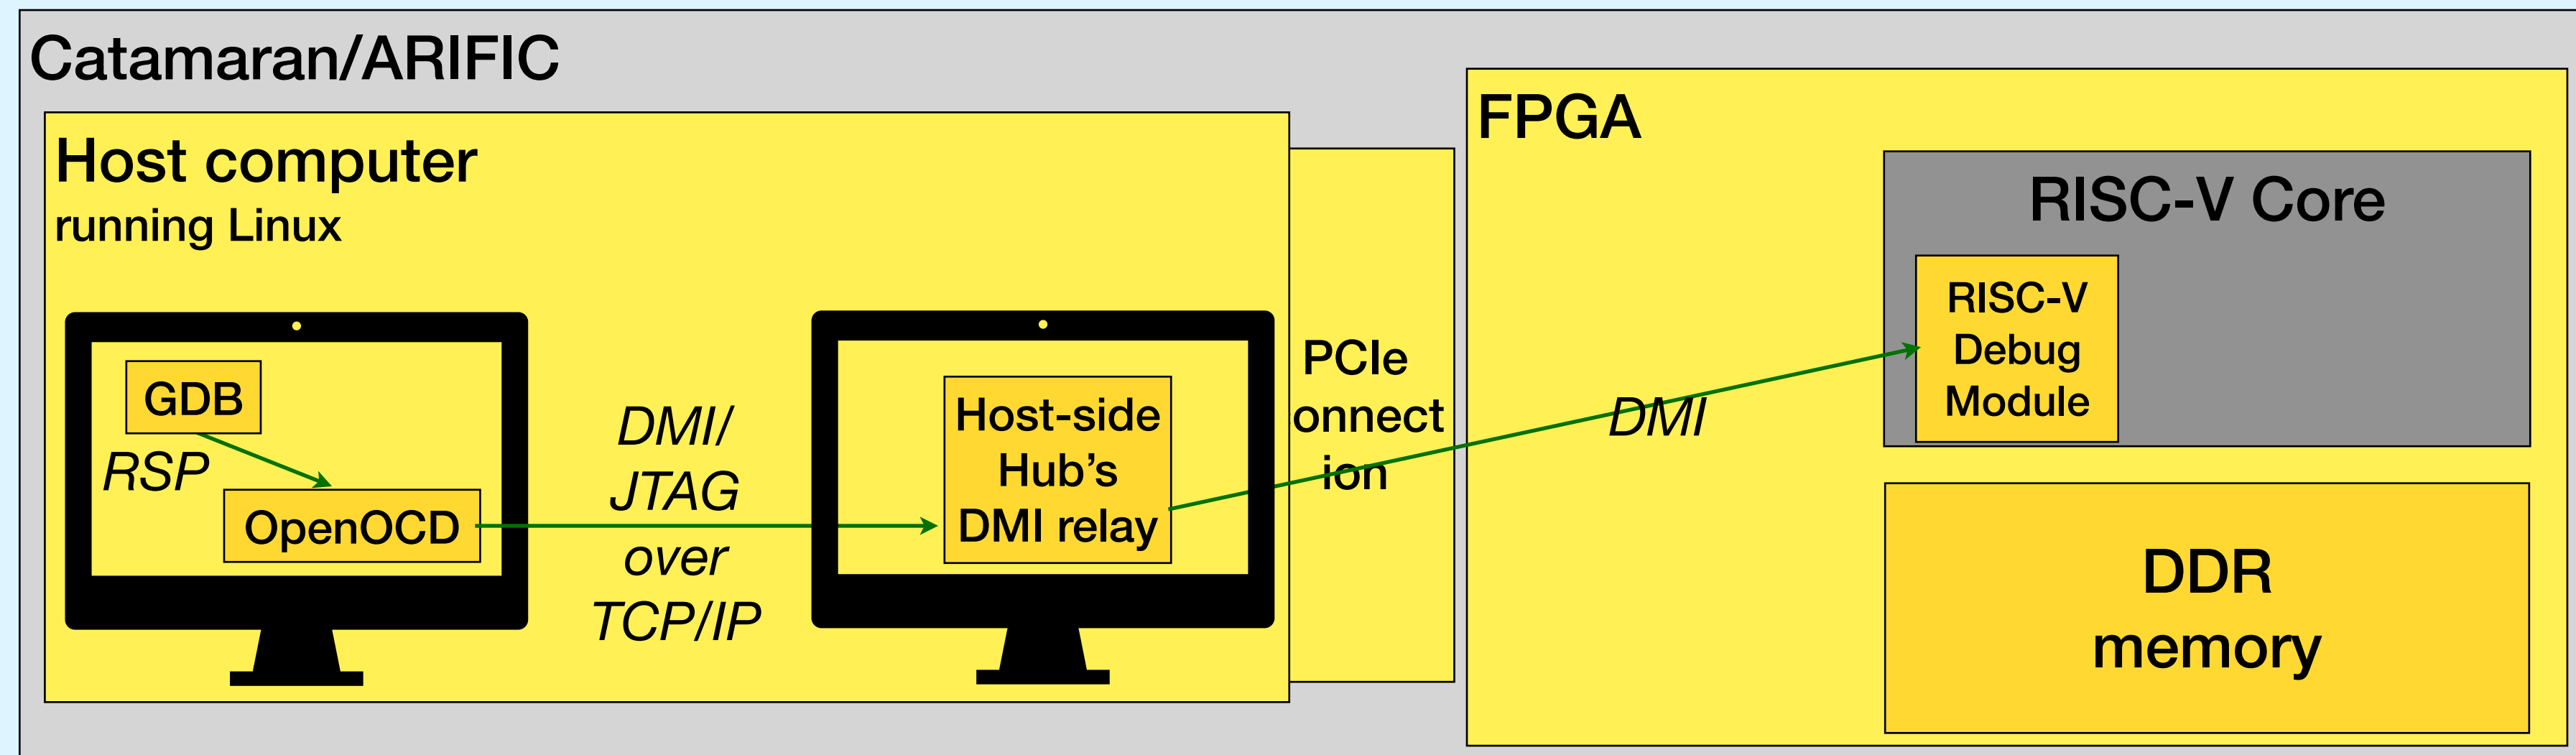 Catamaran/ARIFIC
Host computer
running Linux
GDB
RSP
OpenOCD
DMI/
JTAG
over
TCP/IP
Host-side
Hub's
DMI relay
PCIe
onnect
ion
FPGA
DMI
RISC-V Core
RISC-V
Debug
Module
DDR
memory